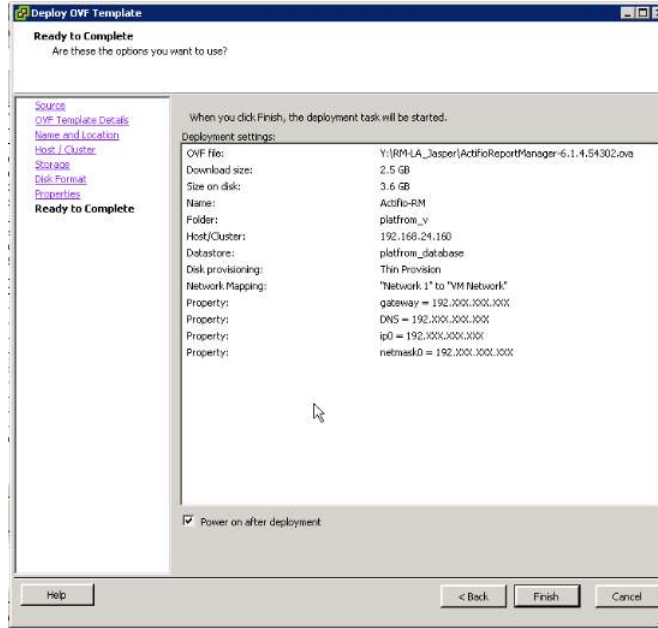 Deploy OVF Template
Ready to Complete
Are these the options you want to use?
Source
OVF Template Details
Name and Location
Host / Cluster
Storage
Disk Format
Properties
Ready to Complete
When you click Finish, the deployment task will be started.
Deployment settings:
OVF file: Y:\RM-LA_Jasper\ActifioReportManager-6.1.4.54302.ova
Download size: 2.5 GB
Size on disk: 3.6 GB
Name: Actifio-RM
Folder: platfrom_v
Host/Cluster: 192.168.24.160
Datastore: platfrom_database
Disk provisioning: Thin Provision
Network Mapping: "Network 1" to "VM Network"
Property: gateway = 192.XXX.XXX.XXX
Property: DNS = 192.XXX.XXX.XXX
Property: ip0 = 192.XXX.XXX.XXX
Property: netmask0 = 192.XXX.XXX.XXX
Power on after deployment
Help
< Back
Finish
Cancel